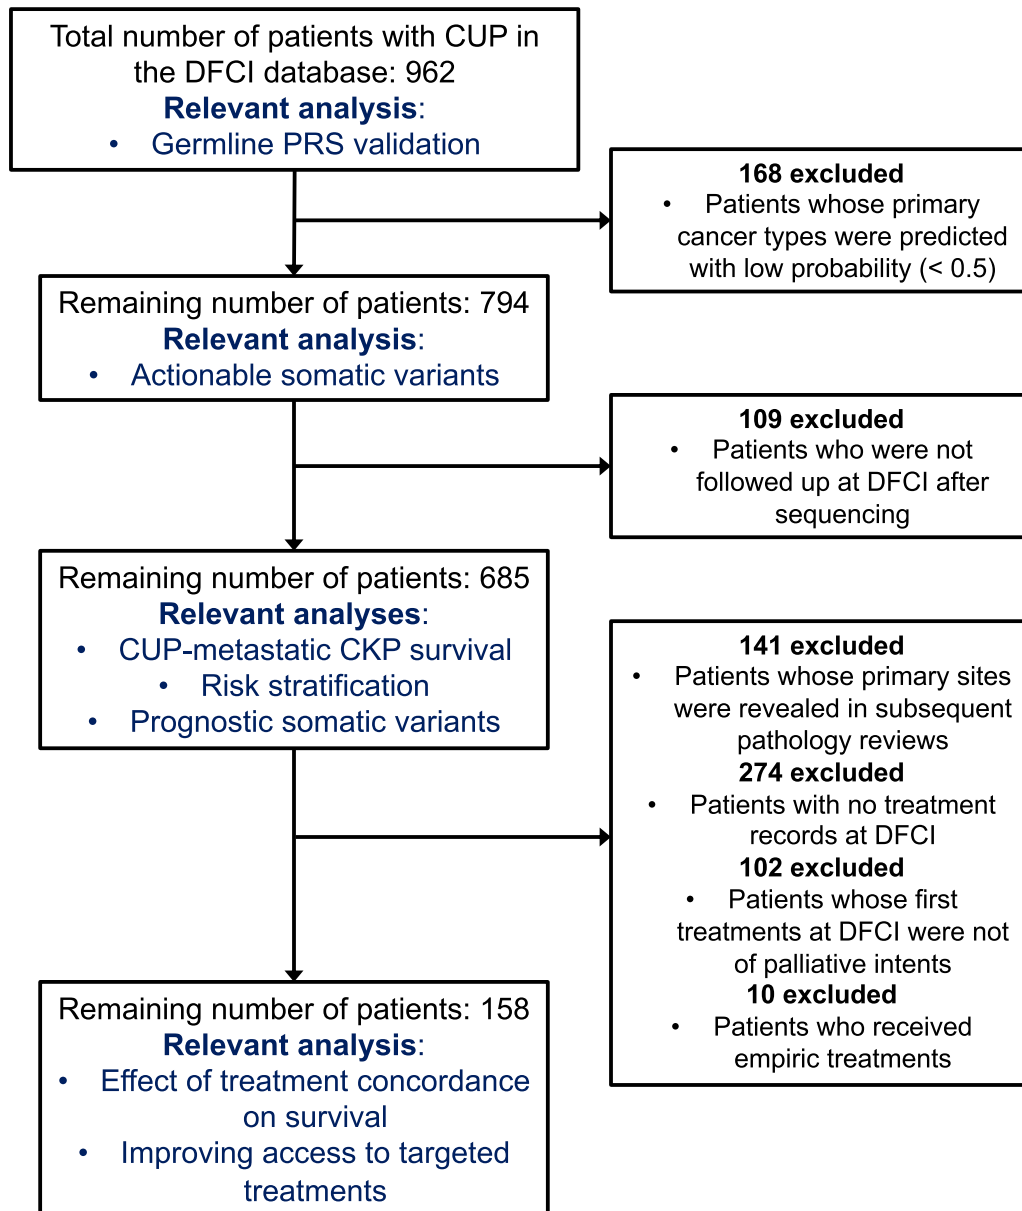 Total number of patients with CUP in
the DFCI database: 962
Relevant analysis:
• Germline PRS validation
168 excluded
• Patients whose primary
cancer types were predicted
with low probability (< 0.5)
Remaining number of patients: 794
Relevant analysis:
• Actionable somatic variants
109 excluded
• Patients who were not
followed up at DFCI after
sequencing
Remaining number of patients: 685
Relevant analyses:
• CUP-metastatic CKP survival
• Risk stratification
• Prognostic somatic variants
141 excluded
• Patients whose primary sites
were revealed in subsequent
pathology reviews
274 excluded
• Patients with no treatment
records at DFCI
102 excluded
• Patients whose first
treatments at DFCI were not
of palliative intents
10 excluded
• Patients who received
empiric treatments
Remaining number of patients: 158
Relevant analysis:
• Effect of treatment concordance
on survival
• Improving access to targeted
treatments